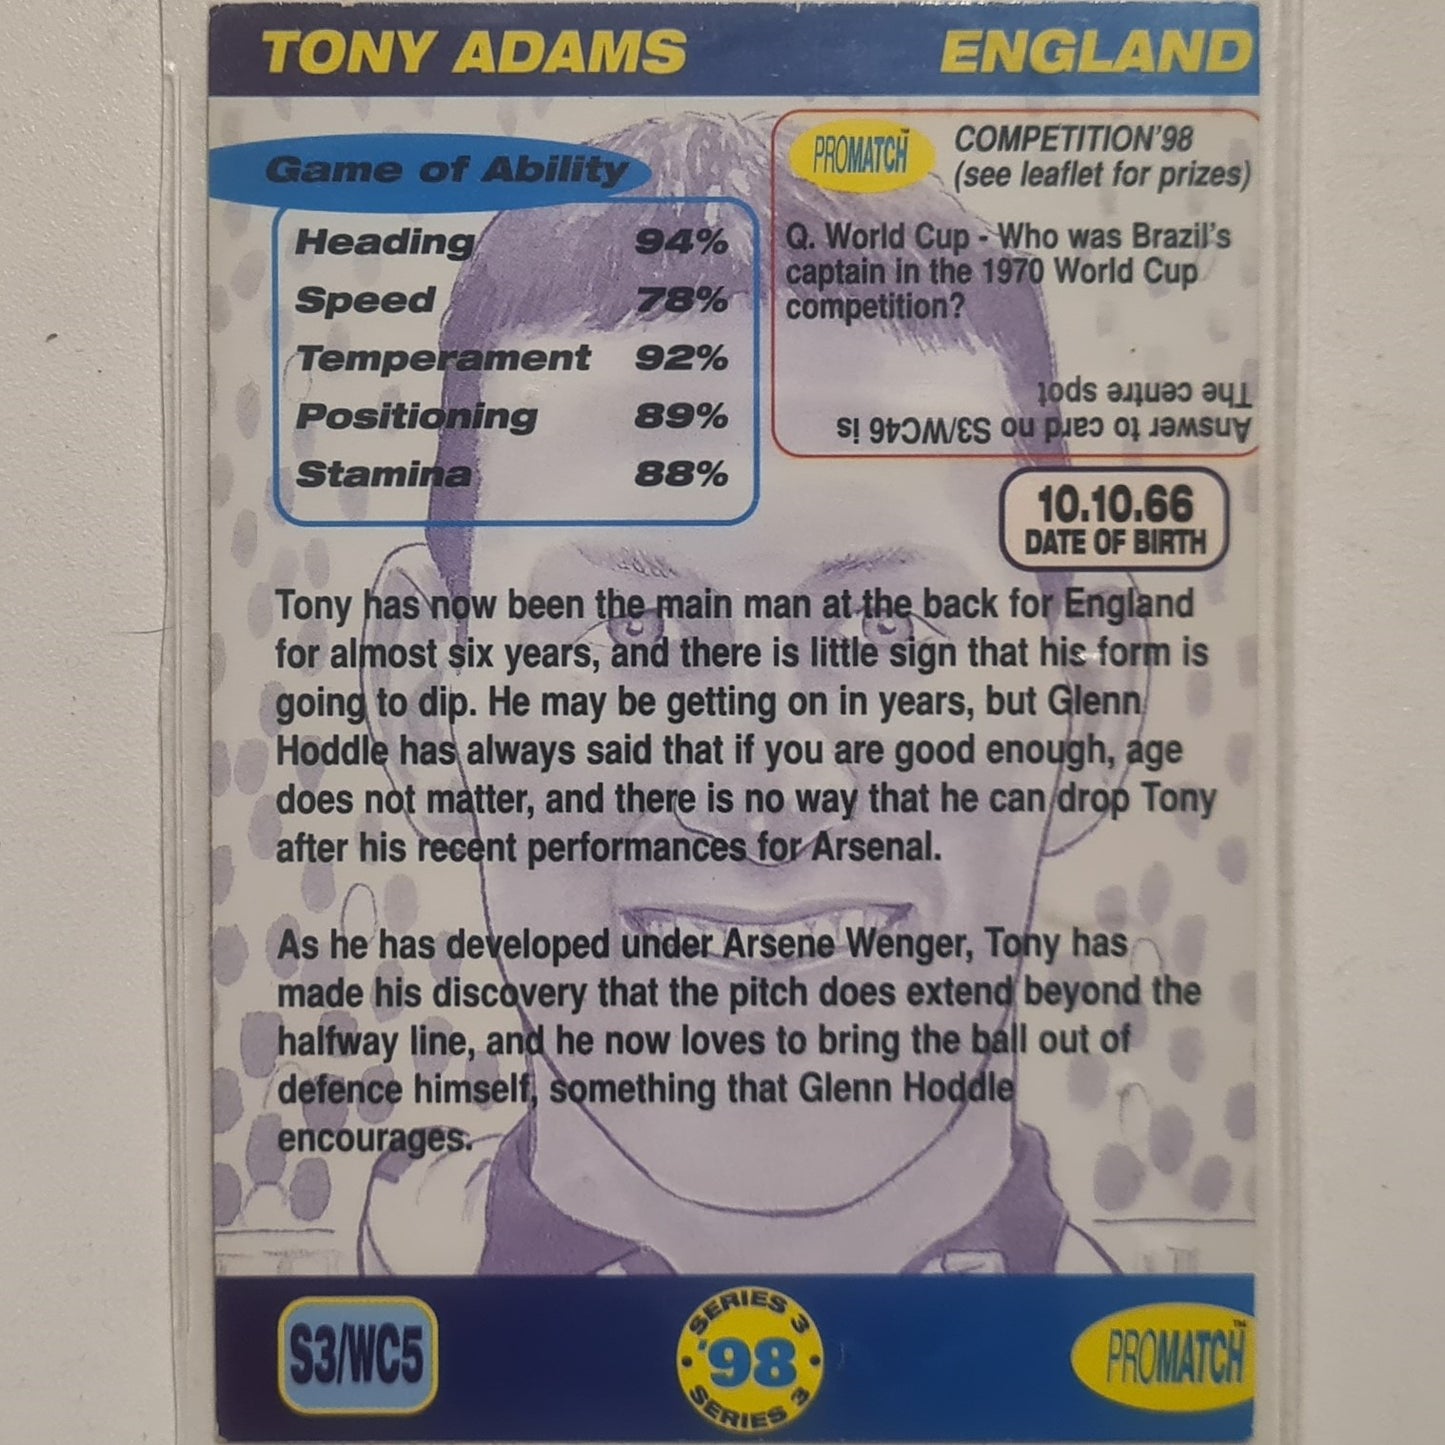 TONY ADAMS ENGLAND
Game of Ability
Heading 94%
Speed 78%
Temperament 92%
Positioning 89%
Stamina 88%
PROMATCH™
COMPETITION'98
(see leaflet for prizes)
Q. World Cup - Who was Brazil's
captain in the 1970 World Cup
competition?
Answer to card no S3/WC46 is
The centre spot
10.10.66
DATE OF BIRTH
Tony has now been the main man at the back for England
for almost six years, and there is little sign that his form is
going to dip. He may be getting on in years, but Glenn
Hoddle has always said that if you are good enough, age
does not matter, and there is no way that he can drop Tony
after his recent performances for Arsenal.
As he has developed under Arsene Wenger, Tony has
made his discovery that the pitch does extend beyond the
halfway line, and he now loves to bring the ball out of
defence himself, something that Glenn Hoddle
encourages.
S3/WC5
SERIES 3
'98
SERIES 3
PROMATCH™